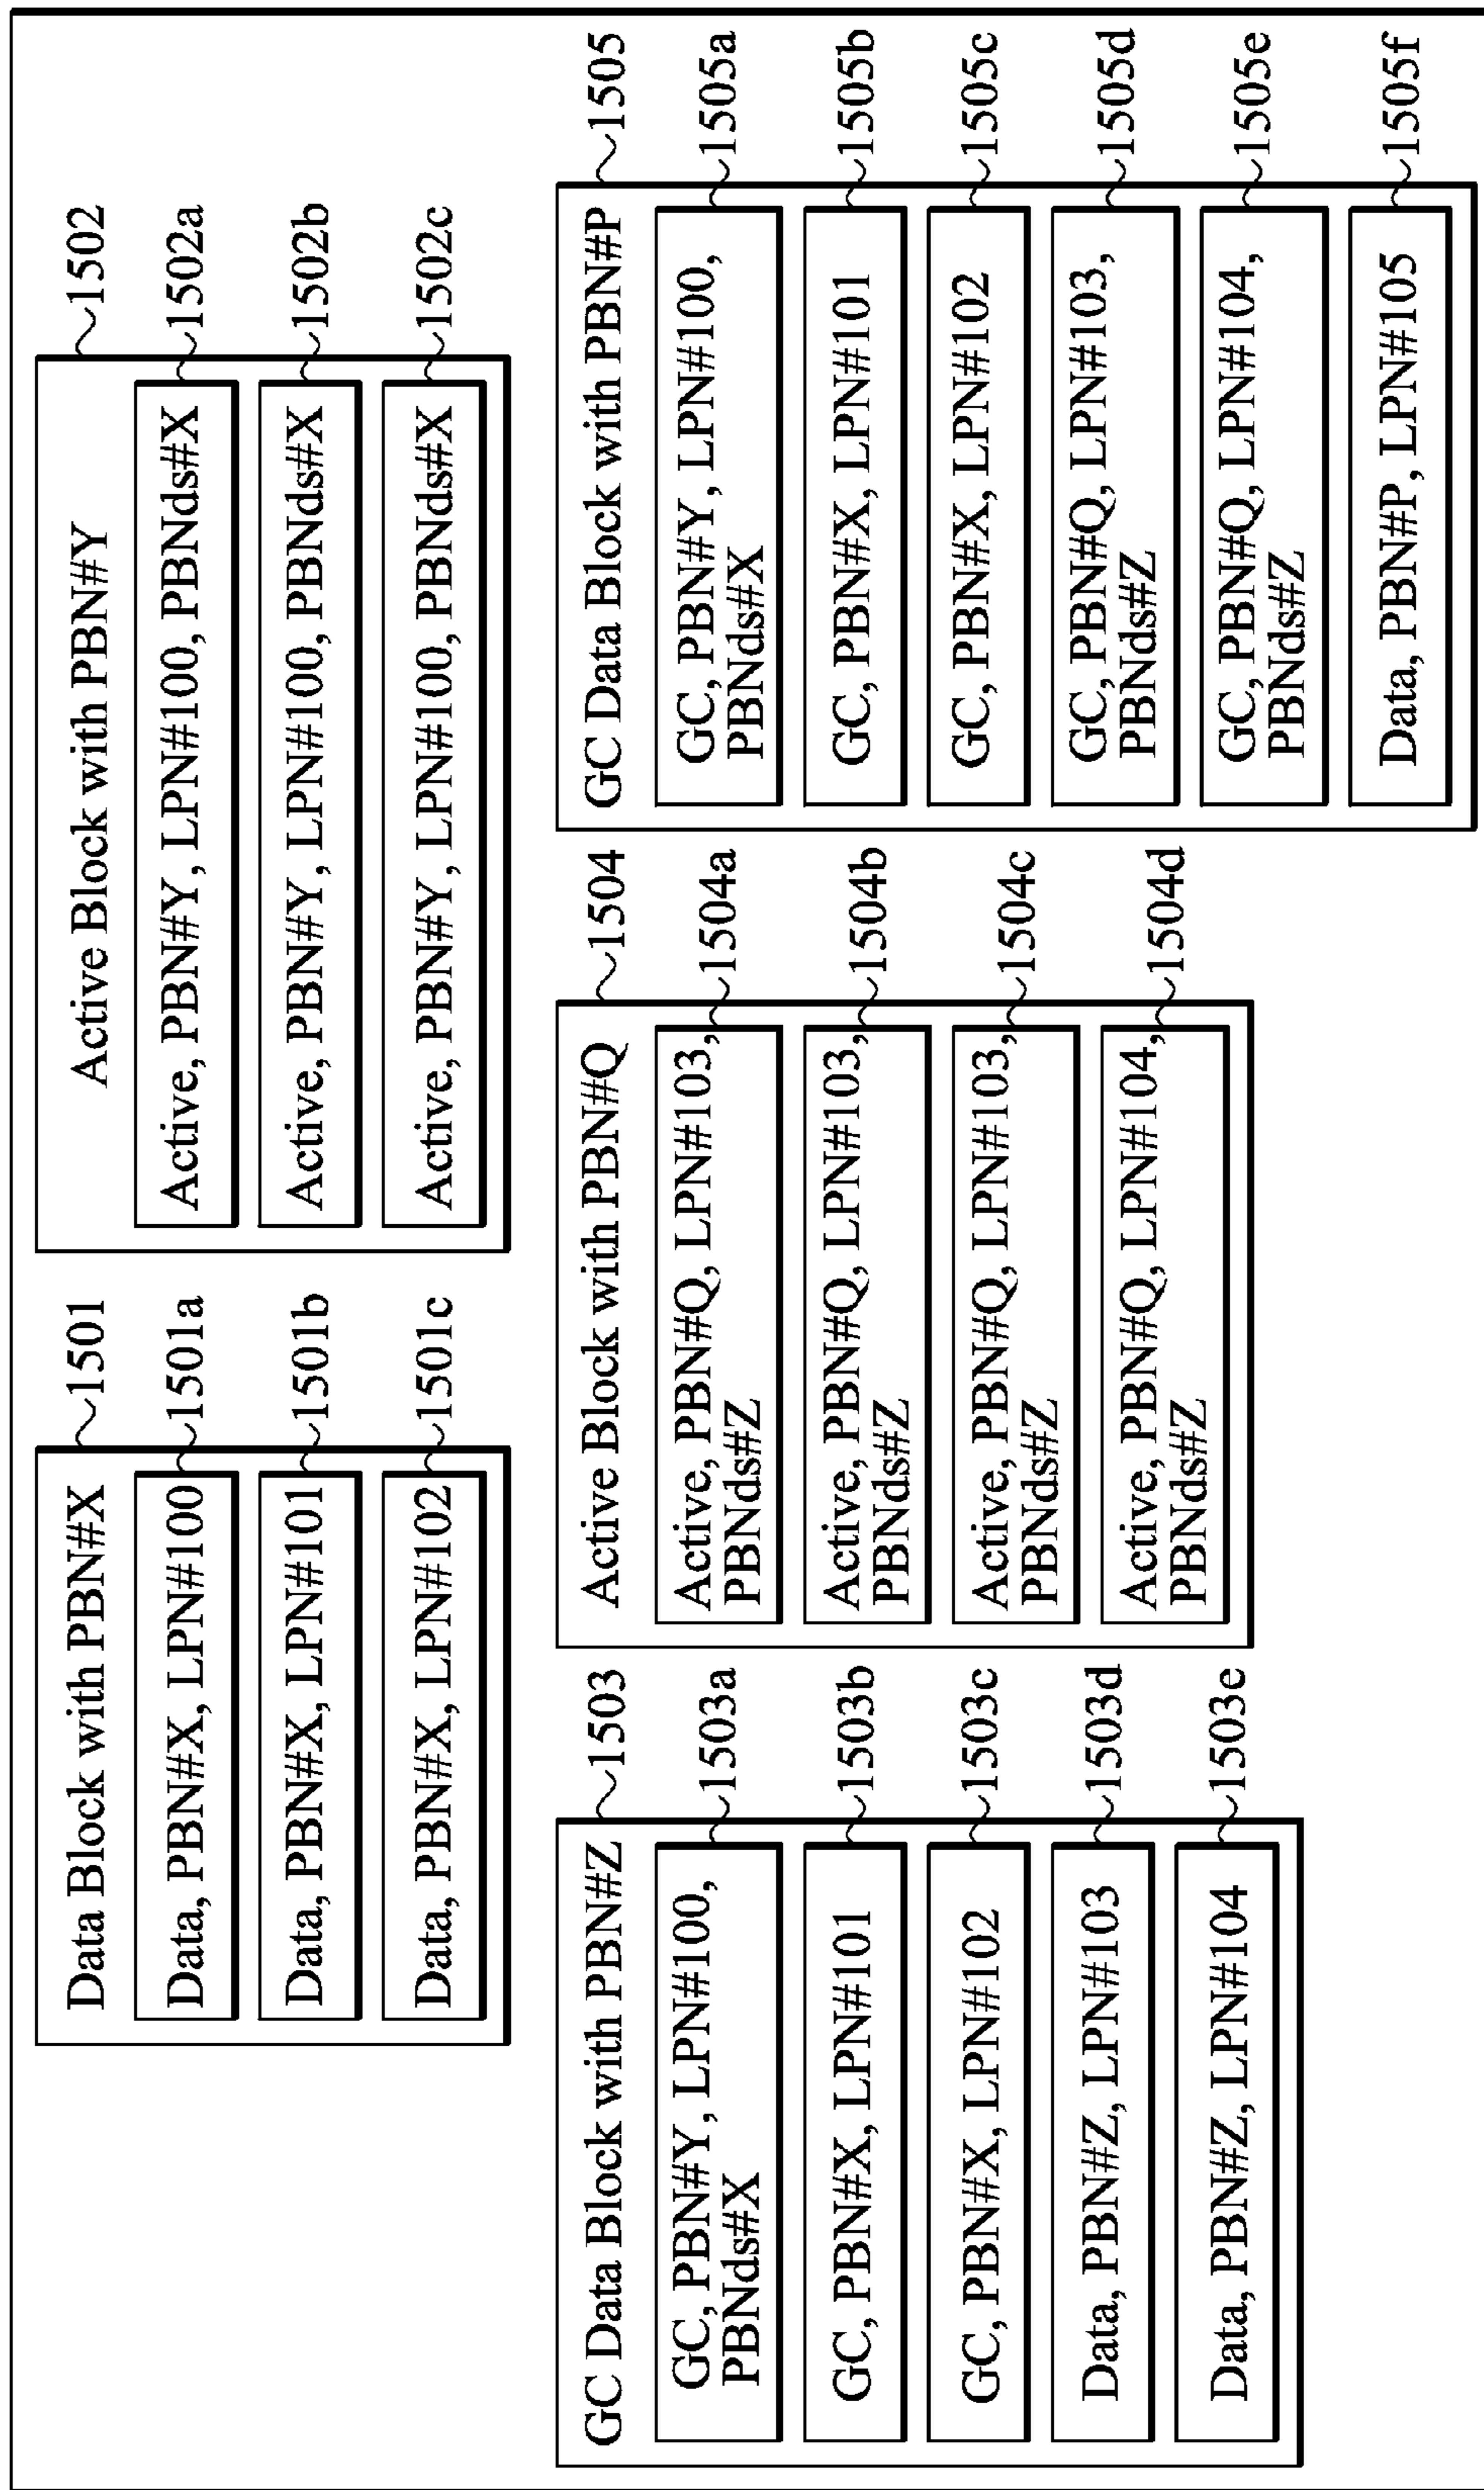 Data Block with PBN#X
1501
Data, PBN#X, LPN#100
1501a
Data, PBN#X, LPN#101
1501b
Data, PBN#X, LPN#102
1501c
Active Block with PBN#Y
1502
Active, PBN#Y, LPN#100, PBNds#X
1502a
Active, PBN#Y, LPN#100, PBNds#X
1502b
Active, PBN#Y, LPN#100, PBNds#X
1502c
GC Data Block with PBN#Z
1503
GC, PBN#Y, LPN#100,
PBNds#X
1503a
GC, PBN#X, LPN#101
1503b
GC, PBN#X, LPN#102
1503c
Data, PBN#Z, LPN#103
1503d
Data, PBN#Z, LPN#104
1503e
Active Block with PBN#Q
1504
Active, PBN#Q, LPN#103,
PBNds#Z
1504a
Active, PBN#Q, LPN#103,
PBNds#Z
1504b
Active, PBN#Q, LPN#103,
PBNds#Z
1504c
Active, PBN#Q, LPN#104,
PBNds#Z
1504d
GC Data Block with PBN#P
1505
GC, PBN#Y, LPN#100,
PBNds#X
1505a
GC, PBN#X, LPN#101
1505b
GC, PBN#X, LPN#102
1505c
GC, PBN#Q, LPN#103,
PBNds#Z
1505d
GC, PBN#Q, LPN#104,
PBNds#Z
1505e
Data, PBN#P, LPN#105
1505f